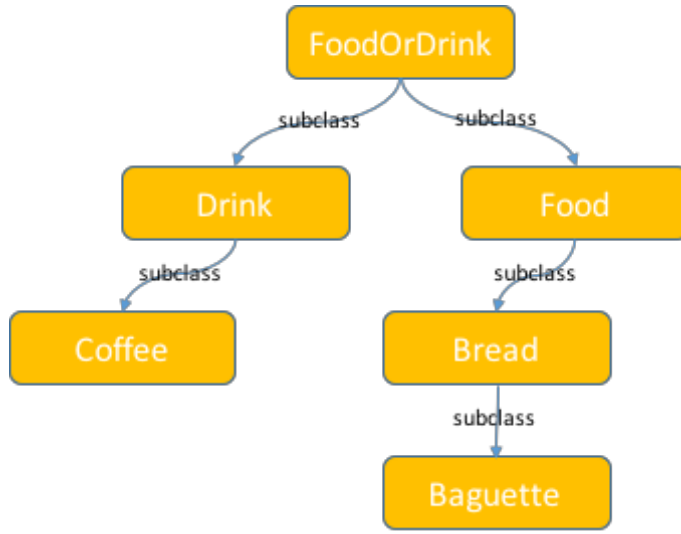 FoodOrDrink
subclass
subclass
Drink
Food
subclass
subclass
Coffee
Bread
subclass
Baguette